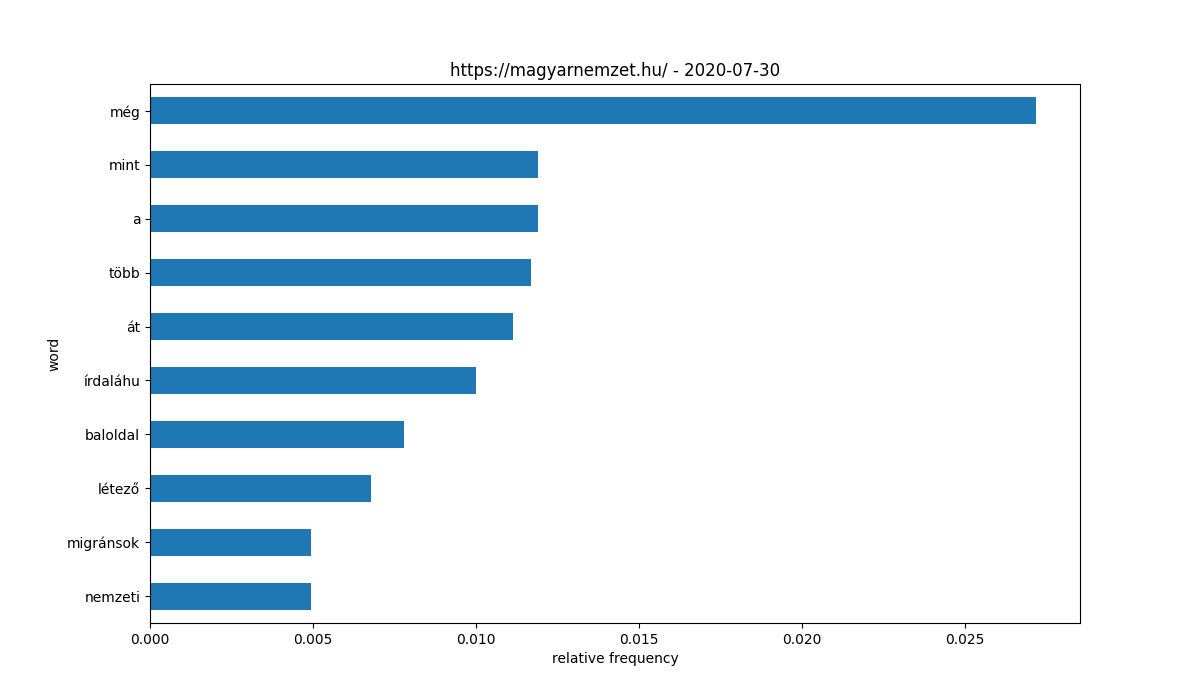 https://magyarnemzet.hu/ - 2020-07-30
még
mint
a
több
át
írdaláhu
baloldal
létező
migránsok
nemzeti
word
0.000 0.005 0.010 0.015 0.020 0.025
relative frequency